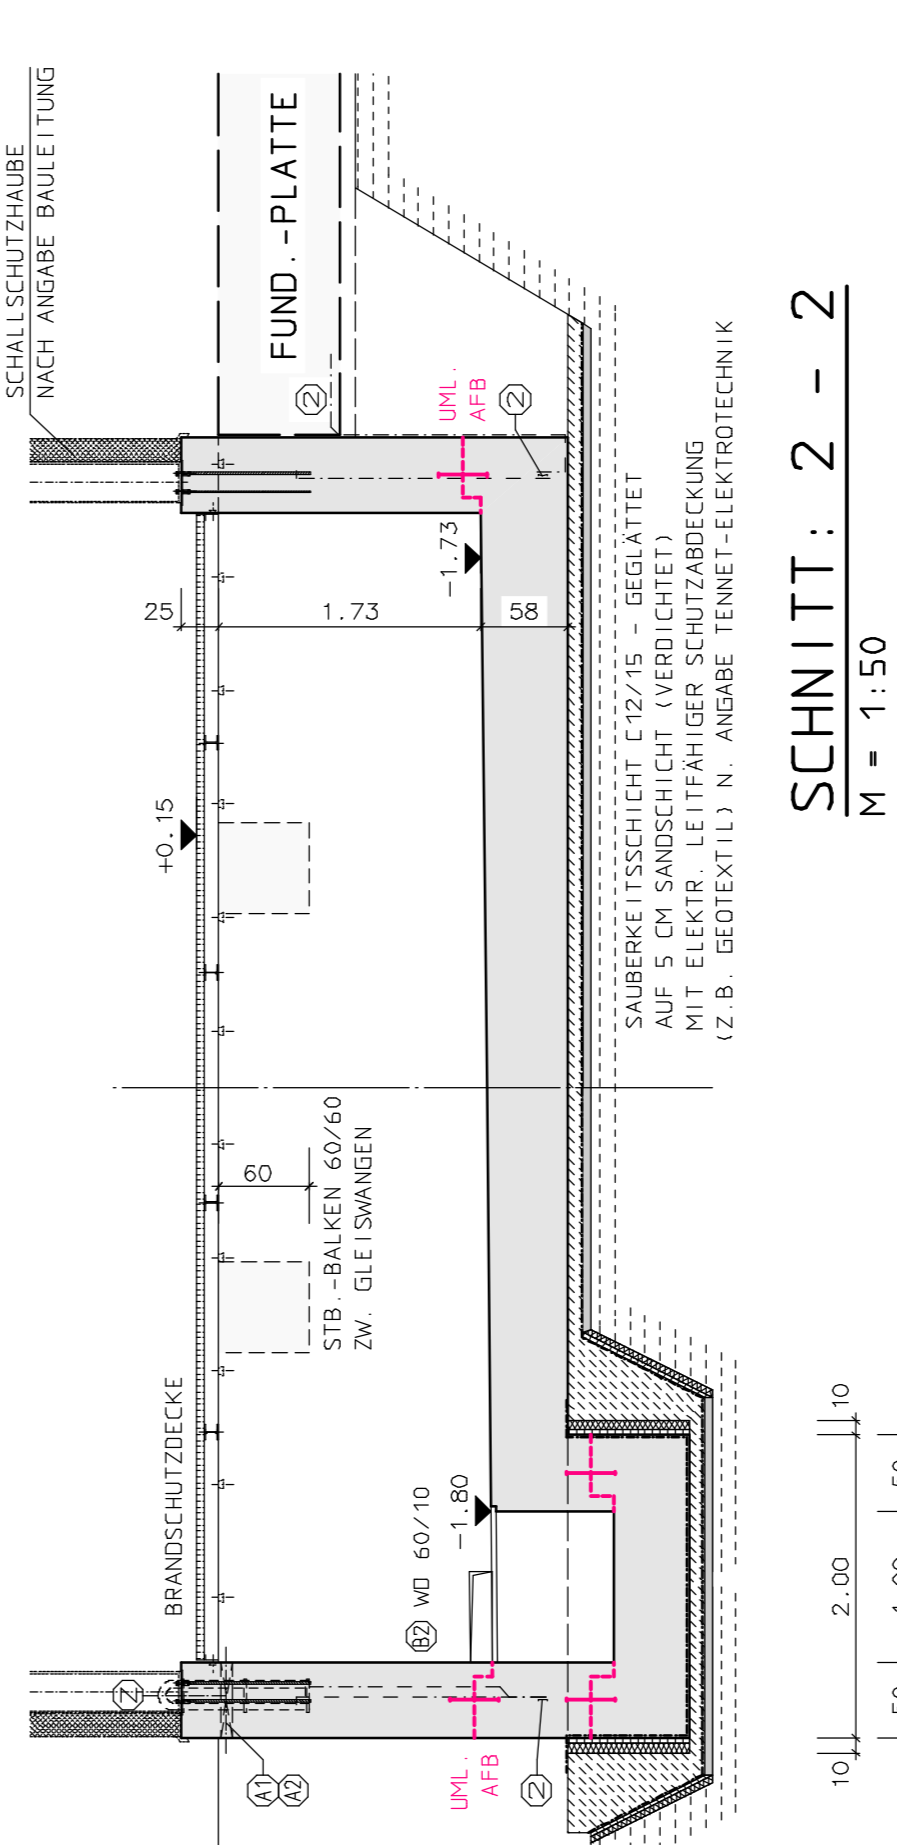 SCHALLSCHUTZHAUBE
NACH ANGABE BAULEITUNG
FUND.-PLATTE
2
UML.
AFB
2
-1.73
25
1.73
58
+0.15
SAUBERKEITSSCHICHT C12/15 - GEGLÄTTET
AUF 5 CM SANDSCHICHT (VERDICHTET)
MIT ELEKTR. LEITFÄHIGER SCHUTZABDECKUNG
(Z.B. GEOTEXTIL) N. ANGABE TENNET-ELEKTROTECHNIK
SCHNITT: 2 - 2
M = 1:50
60
STB.-BALKEN 60/60
ZW. GLEISWANGEN
BRANDSCHUTZDECKE
B2 WD 60/10
-1.80
Z
A1
A2
UML.
AFB
2
10
2.00
10